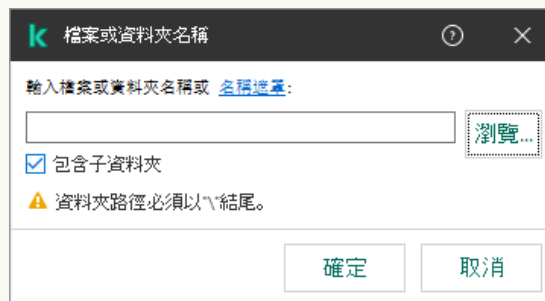 檔案或資料夾名稱
輸入檔案或資料夾名稱或 名稱遮罩:
瀏覽...
包含子資料夾
資料夾路徑必須以"\"結尾。
確定 取消